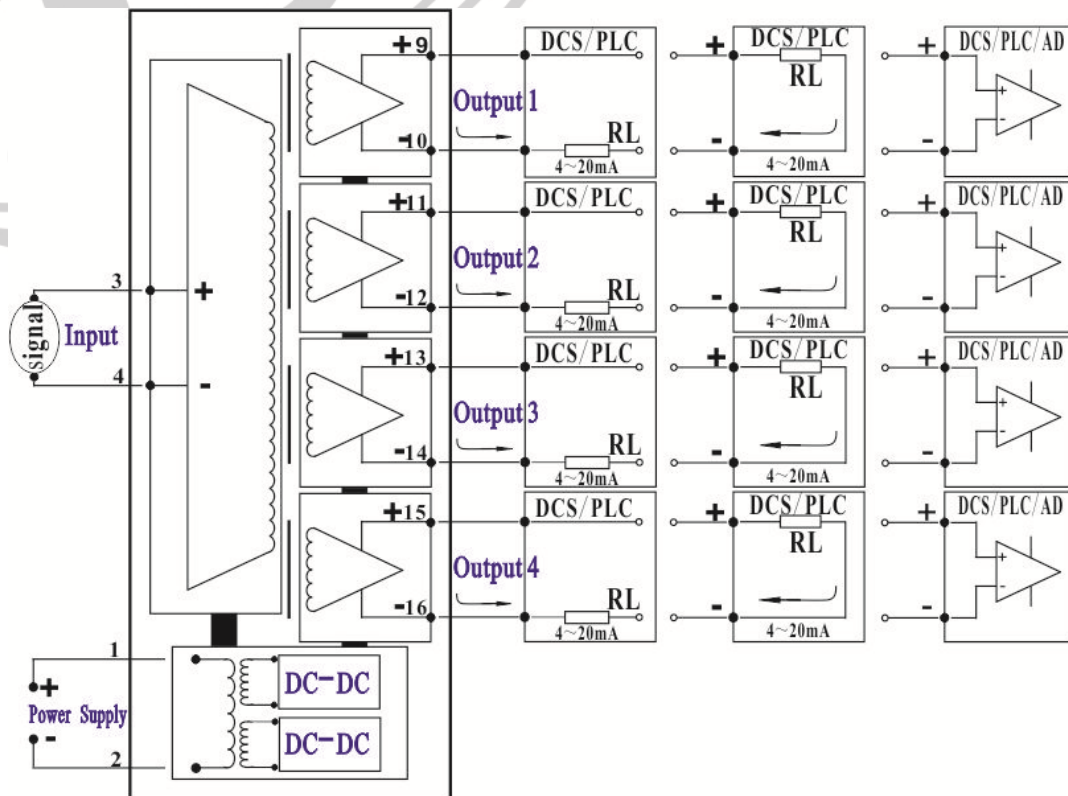 +9
Output 1
-10
DCS/PLC
RL
4~20mA
+
-
DCS/PLC
RL
4~20mA
+
-
DCS/PLC/AD
+
-
+11
Output 2
-12
DCS/PLC
RL
4~20mA
+
-
DCS/PLC
RL
4~20mA
+
-
DCS/PLC/AD
+
-
3
signal
Input
4
+
-
+13
Output 3
-14
DCS/PLC
RL
4~20mA
+
-
DCS/PLC
RL
4~20mA
+
-
DCS/PLC/AD
+
-
+15
Output 4
-16
DCS/PLC
RL
4~20mA
+
-
DCS/PLC
RL
4~20mA
+
-
DCS/PLC/AD
+
-
1
+
Power Supply
-
2
DC-DC
DC-DC